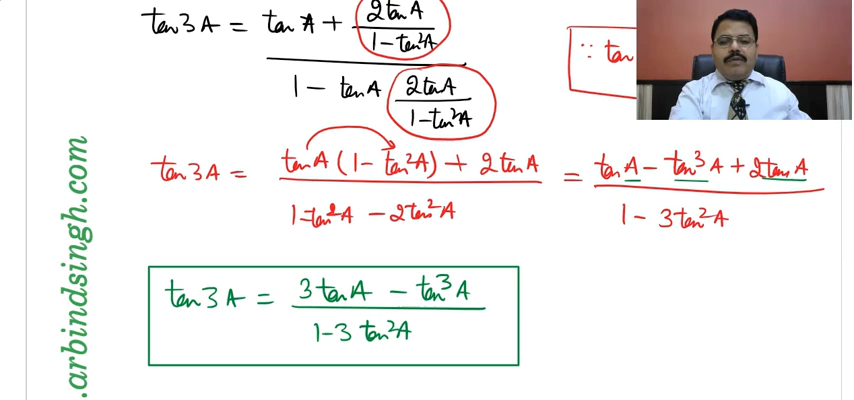 tan3A = (tanA + 2tanA/(1-tan²A)) / (1 - tanA (2tanA/(1-tan²A)))
∵ tan
tan3A = (tanA(1-tan²A) + 2tanA) / (1-tan²A - 2tan²A) = (tanA - tan³A + 2tanA) / (1 - 3tan²A)
tan3A = (3tanA - tan³A) / (1-3tan²A)
.arbindsingh.com